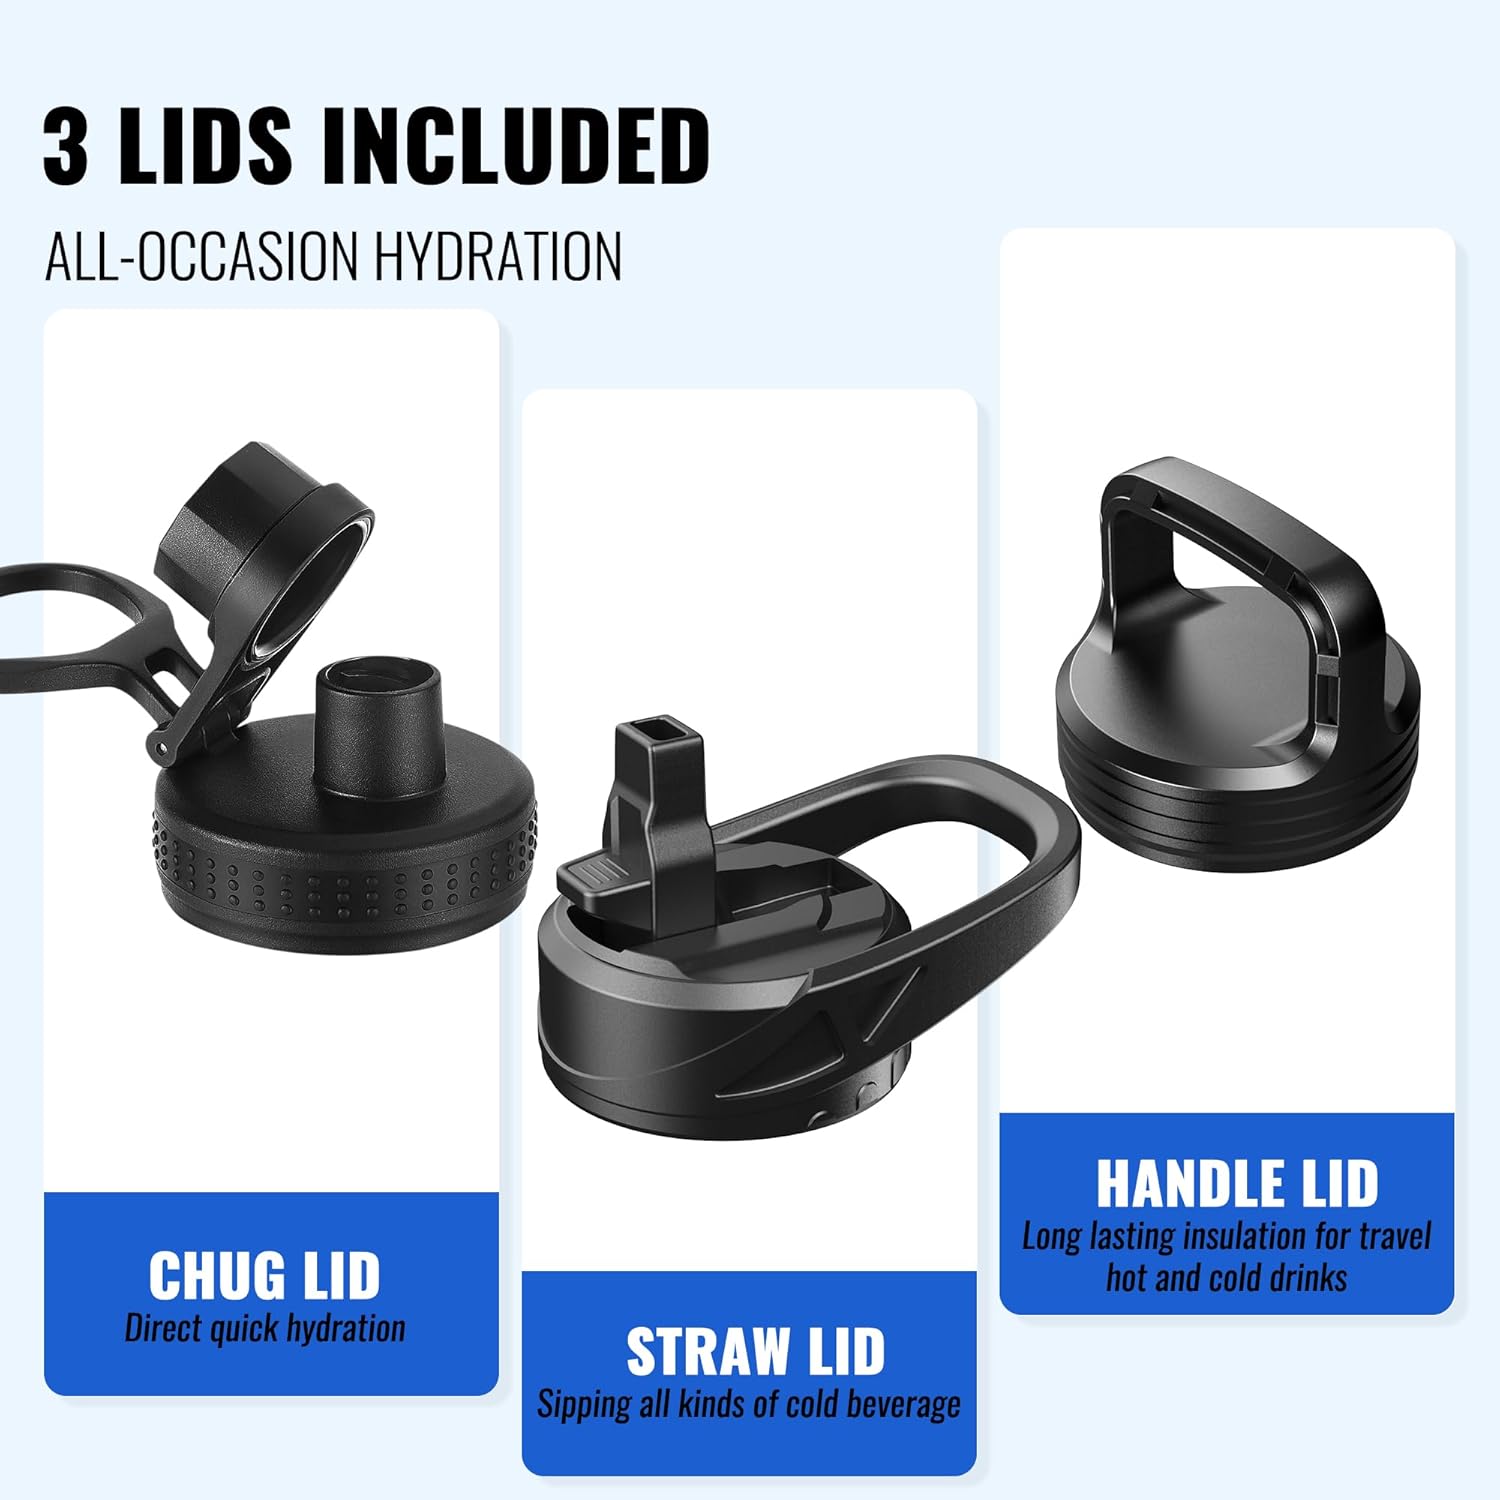 3 LIDS INCLUDED
ALL-OCCASION HYDRATION
CHUG LID
Direct quick hydration
STRAW LID
Sipping all kinds of cold beverage
HANDLE LID
Long lasting insulation for travel
hot and cold drinks